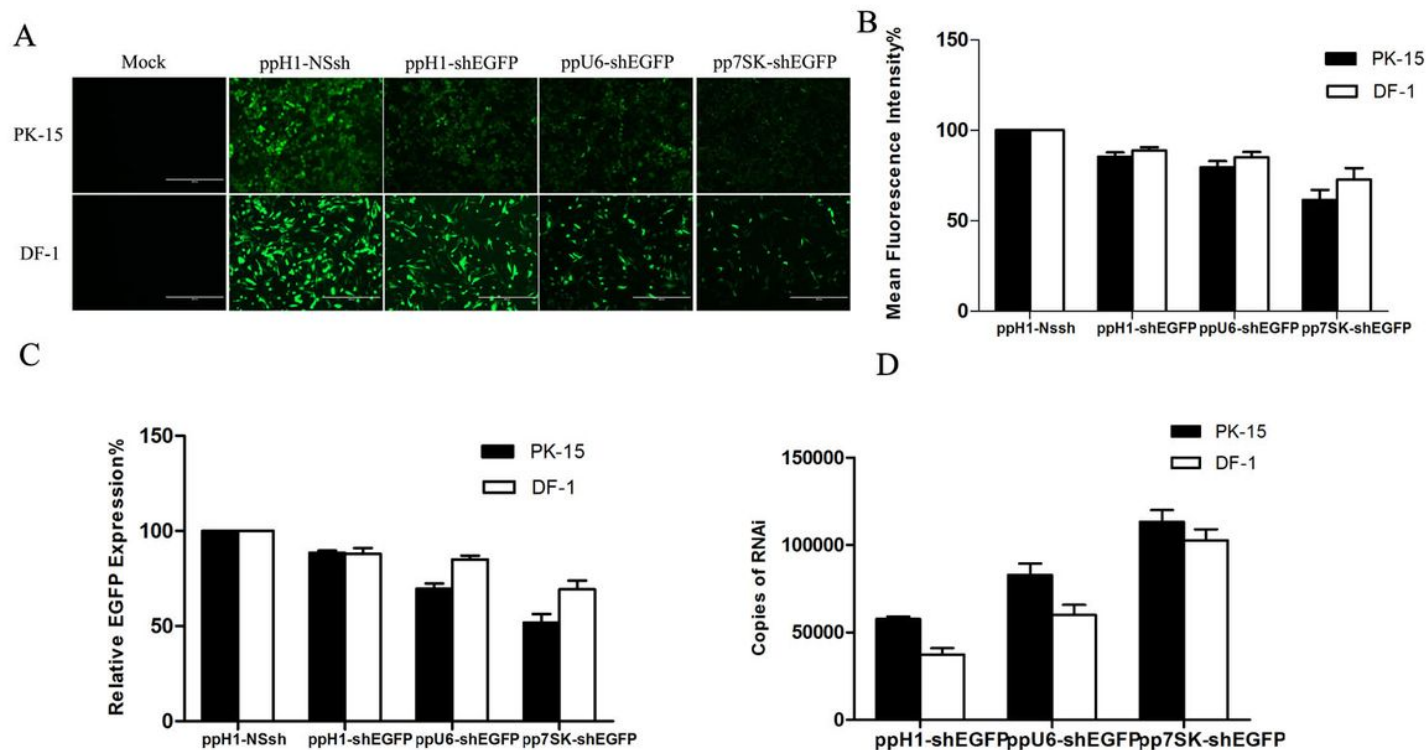 A
Mock ppH1-NSsh ppH1-shEGFP ppU6-shEGFP pp7SK-shEGFP
PK-15
DF-1
B
Mean Fluorescence Intensity%
150
100
50
0
PK-15
DF-1
ppH1-Nssh ppH1-shEGFP ppU6-shEGFP pp7SK-shEGFP
C
Relative EGFP Expression%
150
100
50
0
PK-15
DF-1
ppH1-NSsh ppH1-shEGFP ppU6-shEGFP pp7SK-shEGFP
D
Copies of RNAi
150000
100000
50000
0
PK-15
DF-1
ppH1-shEGFP ppU6-shEGFP pp7SK-shEGFP